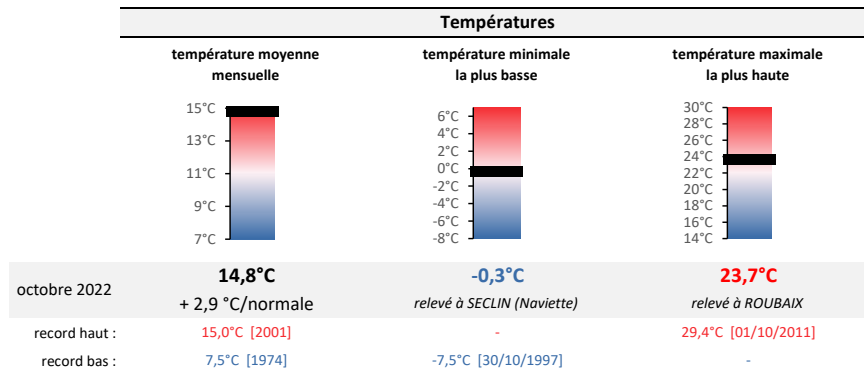 Températures
température moyenne mensuelle
température minimale la plus basse
température maximale la plus haute
15°C
13°C
11°C
9°C
7°C
6°C
4°C
2°C
0°C
-2°C
-4°C
-6°C
-8°C
30°C
28°C
26°C
24°C
22°C
20°C
18°C
16°C
14°C
octobre 2022
14,8°C
+ 2,9 °C/normale
-0,3°C
relevé à SECLIN (Naviette)
23,7°C
relevé à ROUBAIX
record haut : 15,0°C [2001] - 29,4°C [01/10/2011]
record bas : 7,5°C [1974] -7,5°C [30/10/1997] -